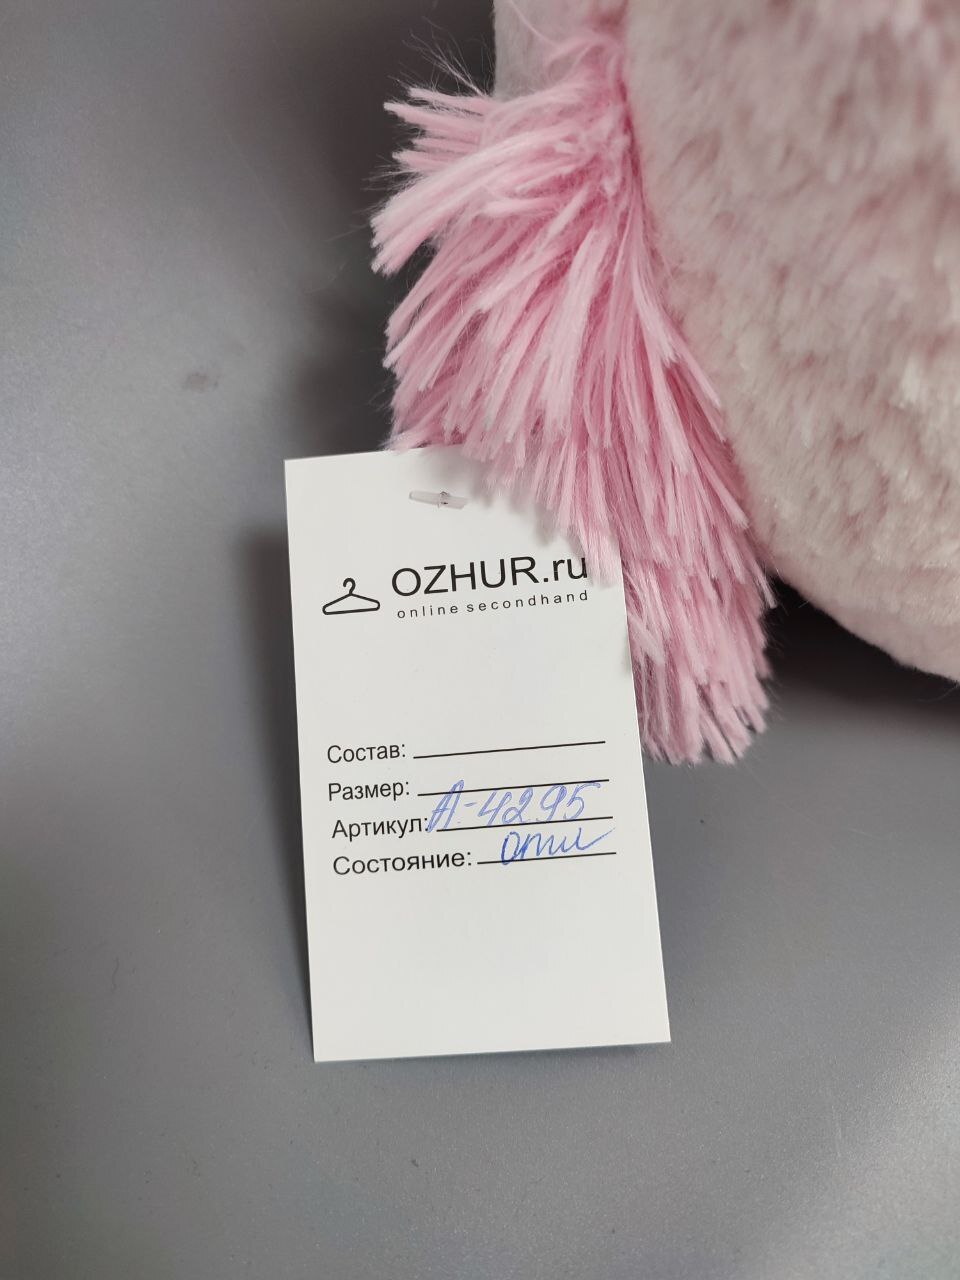 OZHUR.ru
online secondhand
Состав:
Размер:
Артикул: А-4295
Состояние: отл